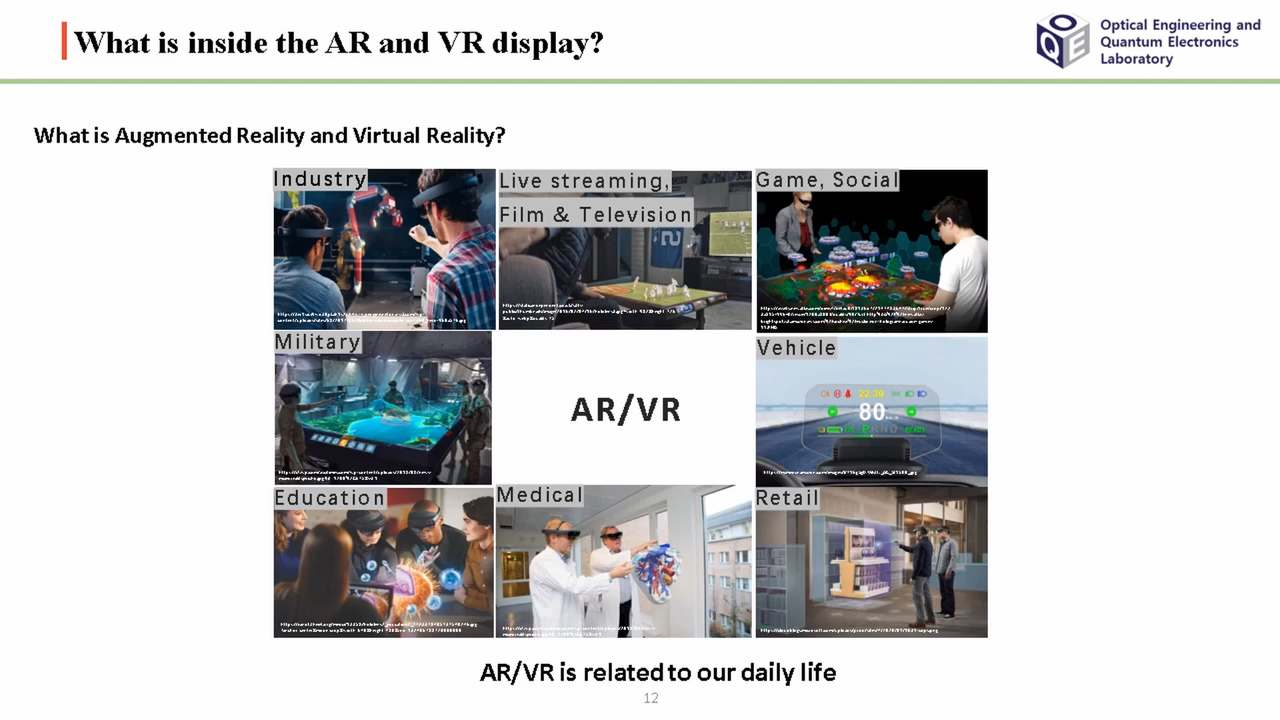 What is inside the AR and VR display?
Optical Engineering and
Quantum Electronics
Laboratory
What is Augmented Reality and Virtual Reality?
Industry
Live streaming,
Film & Television
Game, Social
Military
AR/VR
Vehicle
22:30
80
READY
Education
Medical
Retail
AR/VR is related to our daily life
12